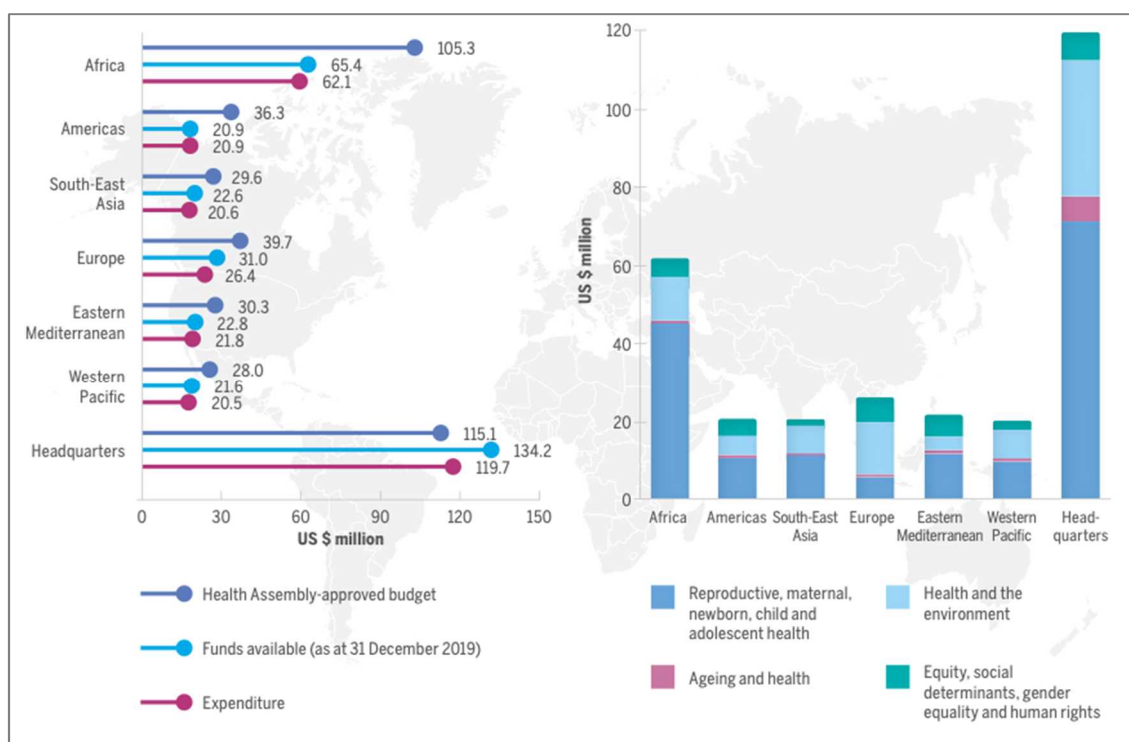 Africa
105.3
65.4
62.1
Americas
36.3
20.9
20.9
South-East
Asia
29.6
22.6
20.6
Europe
39.7
31.0
26.4
Eastern
Mediterranean
30.3
22.8
21.8
Western
Pacific
28.0
21.6
20.5
Headquarters
115.1
134.2
119.7
0 30 60 90 120 150
US $ million
Health Assembly-approved budget
Funds available (as at 31 December 2019)
Expenditure
US $ million
120
100
80
60
40
20
0
Africa
Americas
South-East
Asia
Europe
Eastern
Mediterranean
Western
Pacific
Head-
quarters
Reproductive, maternal,
newborn, child and
adolescent health
Health and the
environment
Ageing and health
Equity, social
determinants, gender
equality and human rights